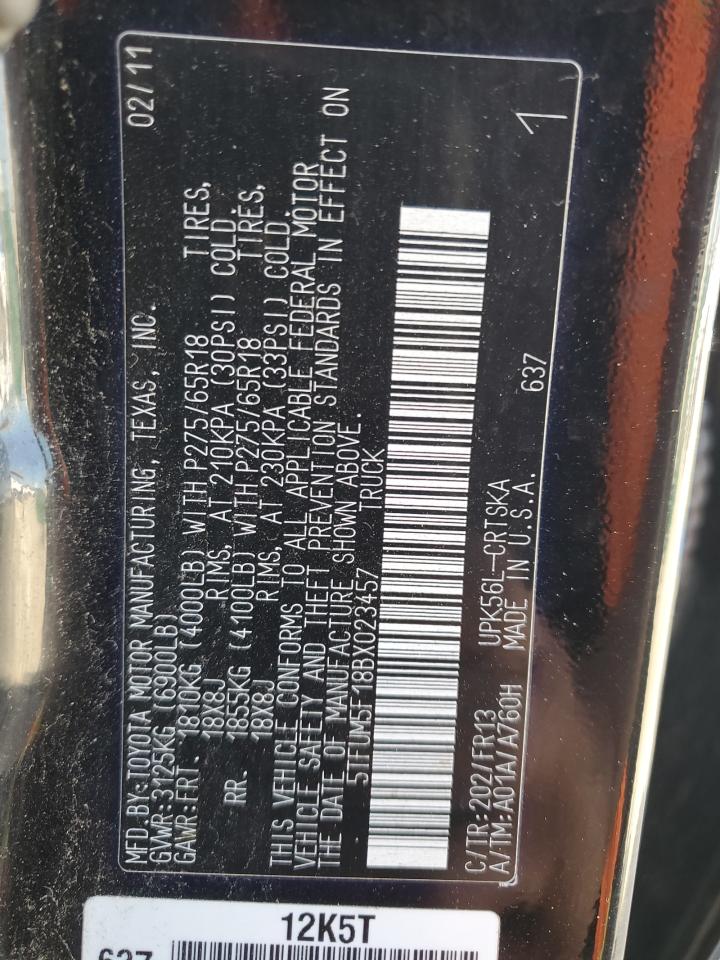 MFD.BY:TOYOTA MOTOR MANUFACTURING, TEXAS, INC. 02/11
GVWR:3125KG (6900LB)
GAWR:FRT. 1810KG (4000LB) WITH P275/65R18 TIRES,
18X8J RIMS, AT 210KPA (30PSI) COLD.
RR. 1855KG (4100LB) WITH P275/65R18 TIRES,
18X8J RIMS, AT 230KPA (33PSI) COLD.
THIS VEHICLE CONFORMS TO ALL APPLICABLE FEDERAL MOTOR
VEHICLE SAFETY AND THEFT PREVENTION STANDARDS IN EFFECT ON
THE DATE OF MANUFACTURE SHOWN ABOVE.
5TFUM5F18BX023457 TRUCK
C/TR:202/FR13 UPK56L-CRTSKA 637
A/TM:A01A/A760H MADE IN U.S.A. 1
12K5T
637